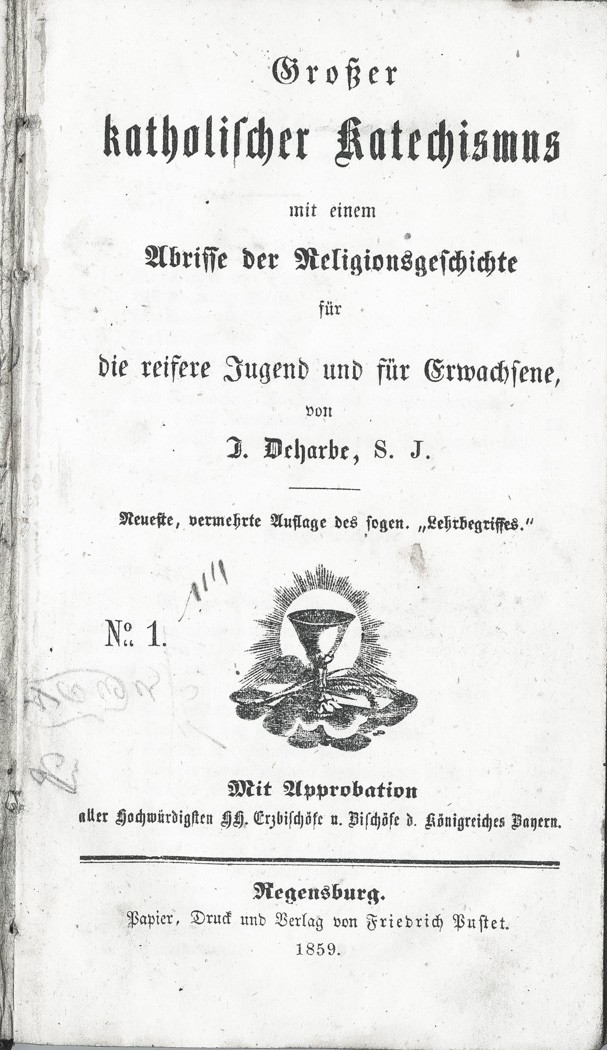 Großer
katholischer Katechismus
mit einem
Abrisse der Religionsgeschichte
für
die reifere Jugend und für Erwachsene,
von
J. Deharbe, S. J.
Neueste, vermehrte Auflage des sogen. „Lehrbegriffes."
No. 1.
Mit Approbation
aller Hochwürdigsten HH. Erzbischöfe u. Bischöfe d. Königreiches Bayern.
Regensburg.
Papier, Druck und Verlag von Friedrich Pustet.
1859.